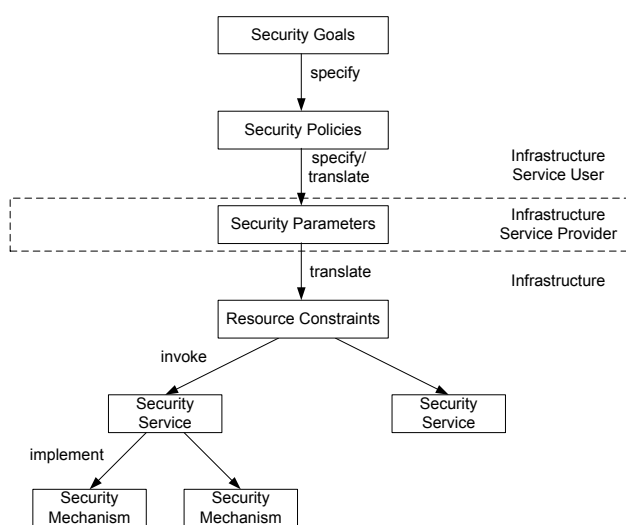 Security Goals
specify
Security Policies
specify/
translate
Infrastructure
Service User
Security Parameters
Infrastructure
Service Provider
translate
Infrastructure
Resource Constraints
invoke
Security
Service
Security
Service
implement
Security
Mechanism
Security
Mechanism